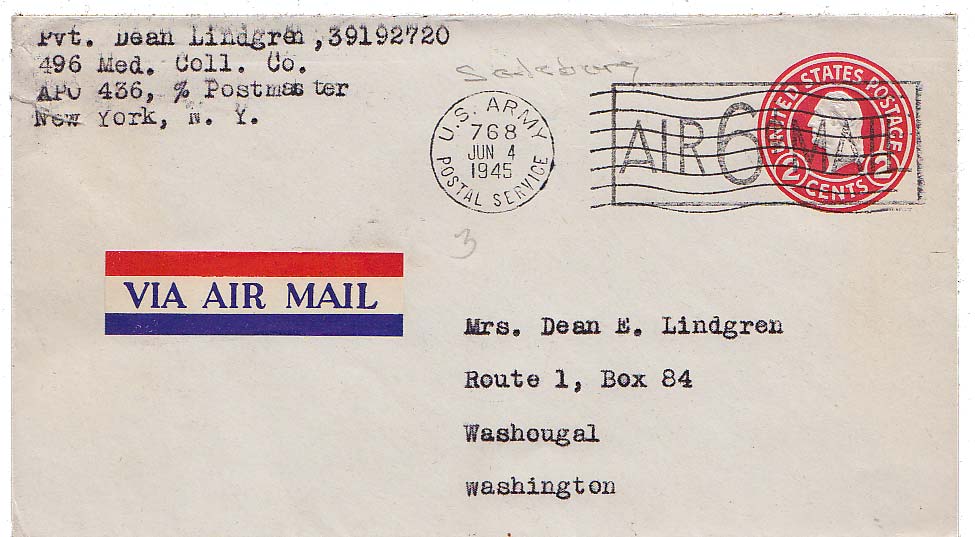 Pvt. Dean Lindgren,39192720
496 Med. Coll. Co.
APO 436, % Postmaster
New York, N. Y.
Salzburg
U.S. ARMY
768
JUN 4
1945
POSTAL SERVICE
AIR 6 MAIL
UNITED STATES POSTAGE
2 CENTS 2
3
VIA AIR MAIL
Mrs. Dean E. Lindgren
Route 1, Box 84
Washougal
washington